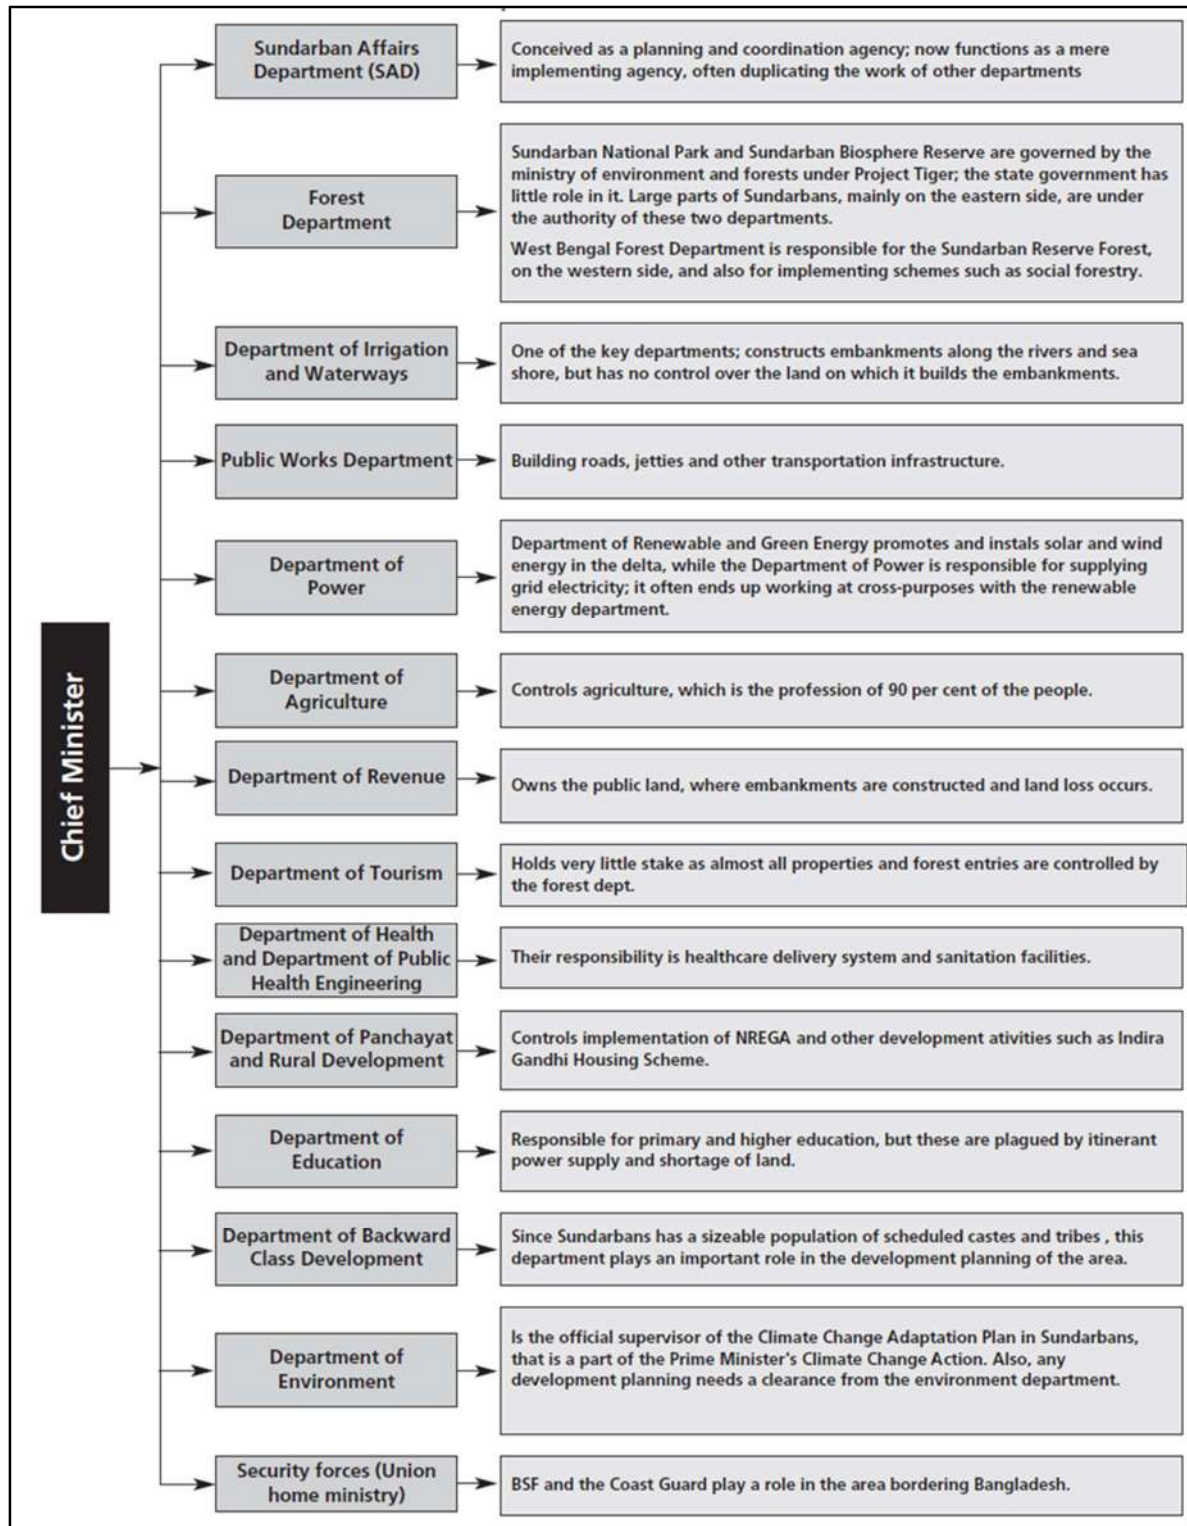 Chief Minister
Sundarban Affairs
Department (SAD)
Conceived as a planning and coordination agency; now functions as a mere
implementing agency, often duplicating the work of other departments
Forest
Department
Sundarban National Park and Sundarban Biosphere Reserve are governed by the
ministry of environment and forests under Project Tiger; the state government has
little role in it. Large parts of Sundarbans, mainly on the eastern side, are under
the authority of these two departments.
West Bengal Forest Department is responsible for the Sundarban Reserve Forest,
on the western side, and also for implementing schemes such as social forestry.
Department of Irrigation
and Waterways
One of the key departments; constructs embankments along the rivers and sea
shore, but has no control over the land on which it builds the embankments.
Public Works Department
Building roads, jetties and other transportation infrastructure.
Department of
Power
Department of Renewable and Green Energy promotes and instals solar and wind
energy in the delta, while the Department of Power is responsible for supplying
grid electricity; it often ends up working at cross-purposes with the renewable
energy department.
Department of
Agriculture
Controls agriculture, which is the profession of 90 per cent of the people.
Department of Revenue
Owns the public land, where embankments are constructed and land loss occurs.
Department of Tourism
Holds very little stake as almost all properties and forest entries are controlled by
the forest dept.
Department of Health
and Department of Public
Health Engineering
Their responsibility is healthcare delivery system and sanitation facilities.
Department of Panchayat
and Rural Development
Controls implementation of NREGA and other development ativities such as Indira
Gandhi Housing Scheme.
Department of
Education
Responsible for primary and higher education, but these are plagued by itinerant
power supply and shortage of land.
Department of Backward
Class Development
Since Sundarbans has a sizeable population of scheduled castes and tribes , this
department plays an important role in the development planning of the area.
Department of
Environment
Is the official supervisor of the Climate Change Adaptation Plan in Sundarbans,
that is a part of the Prime Minister's Climate Change Action. Also, any
development planning needs a clearance from the environment department.
Security forces (Union
home ministry)
BSF and the Coast Guard play a role in the area bordering Bangladesh.